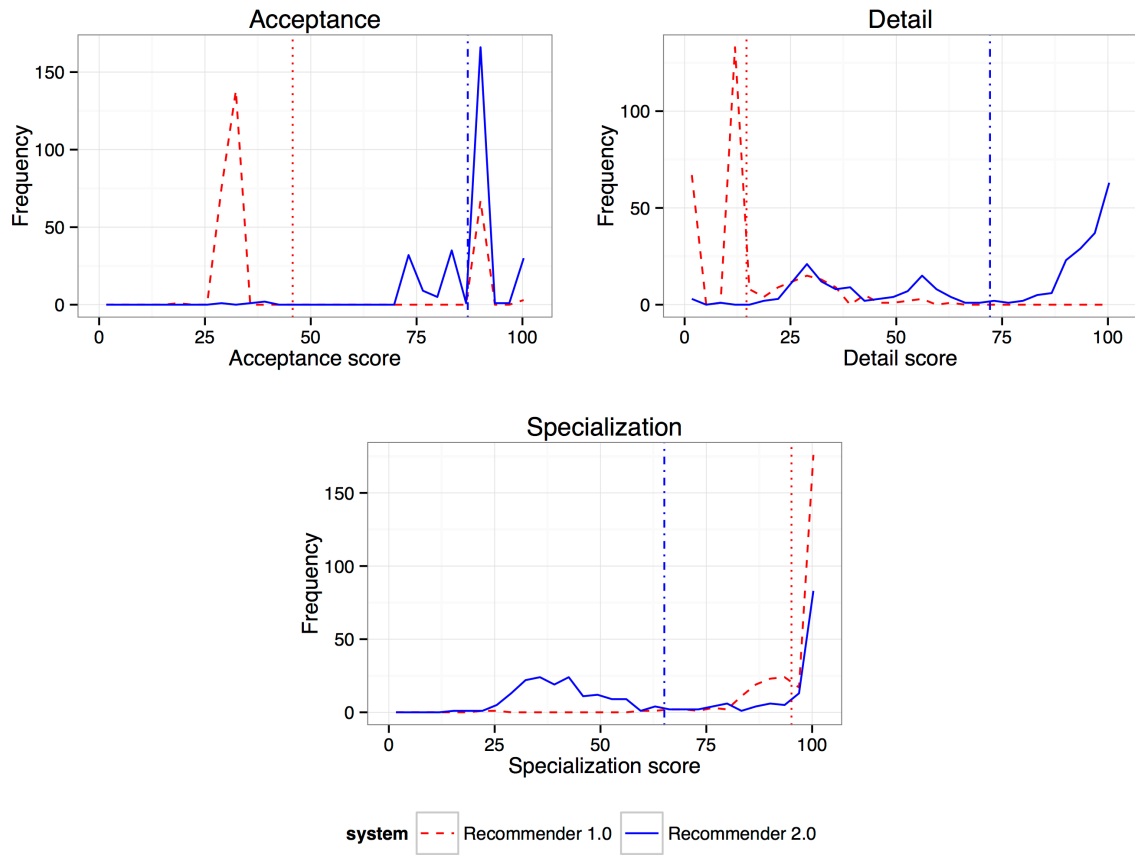 Acceptance
Frequency
150
100
50
0
0 25 50 75 100
Acceptance score
Detail
Frequency
100
50
0
0 25 50 75 100
Detail score
Specialization
Frequency
150
100
50
0
0 25 50 75 100
Specialization score
system Recommender 1.0 Recommender 2.0